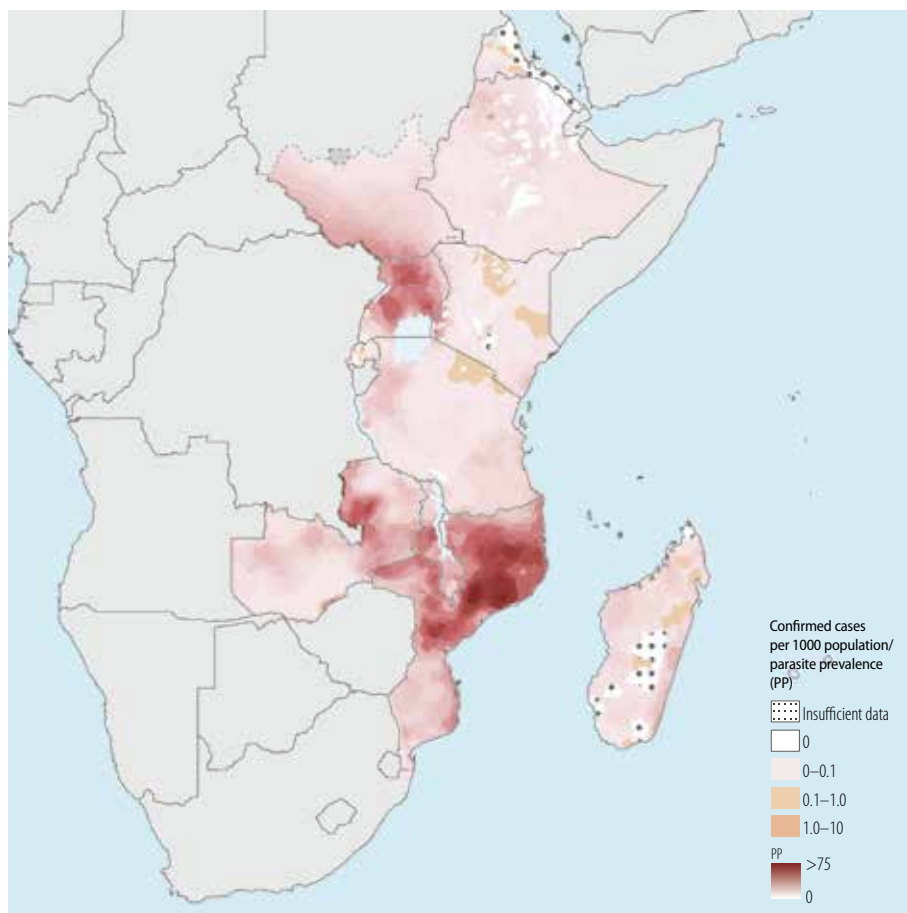 Confirmed cases
per 1000 population/
parasite prevalence
(PP)
Insufficient data
0
0–0.1
0.1–1.0
1.0–10
PP
>75
0